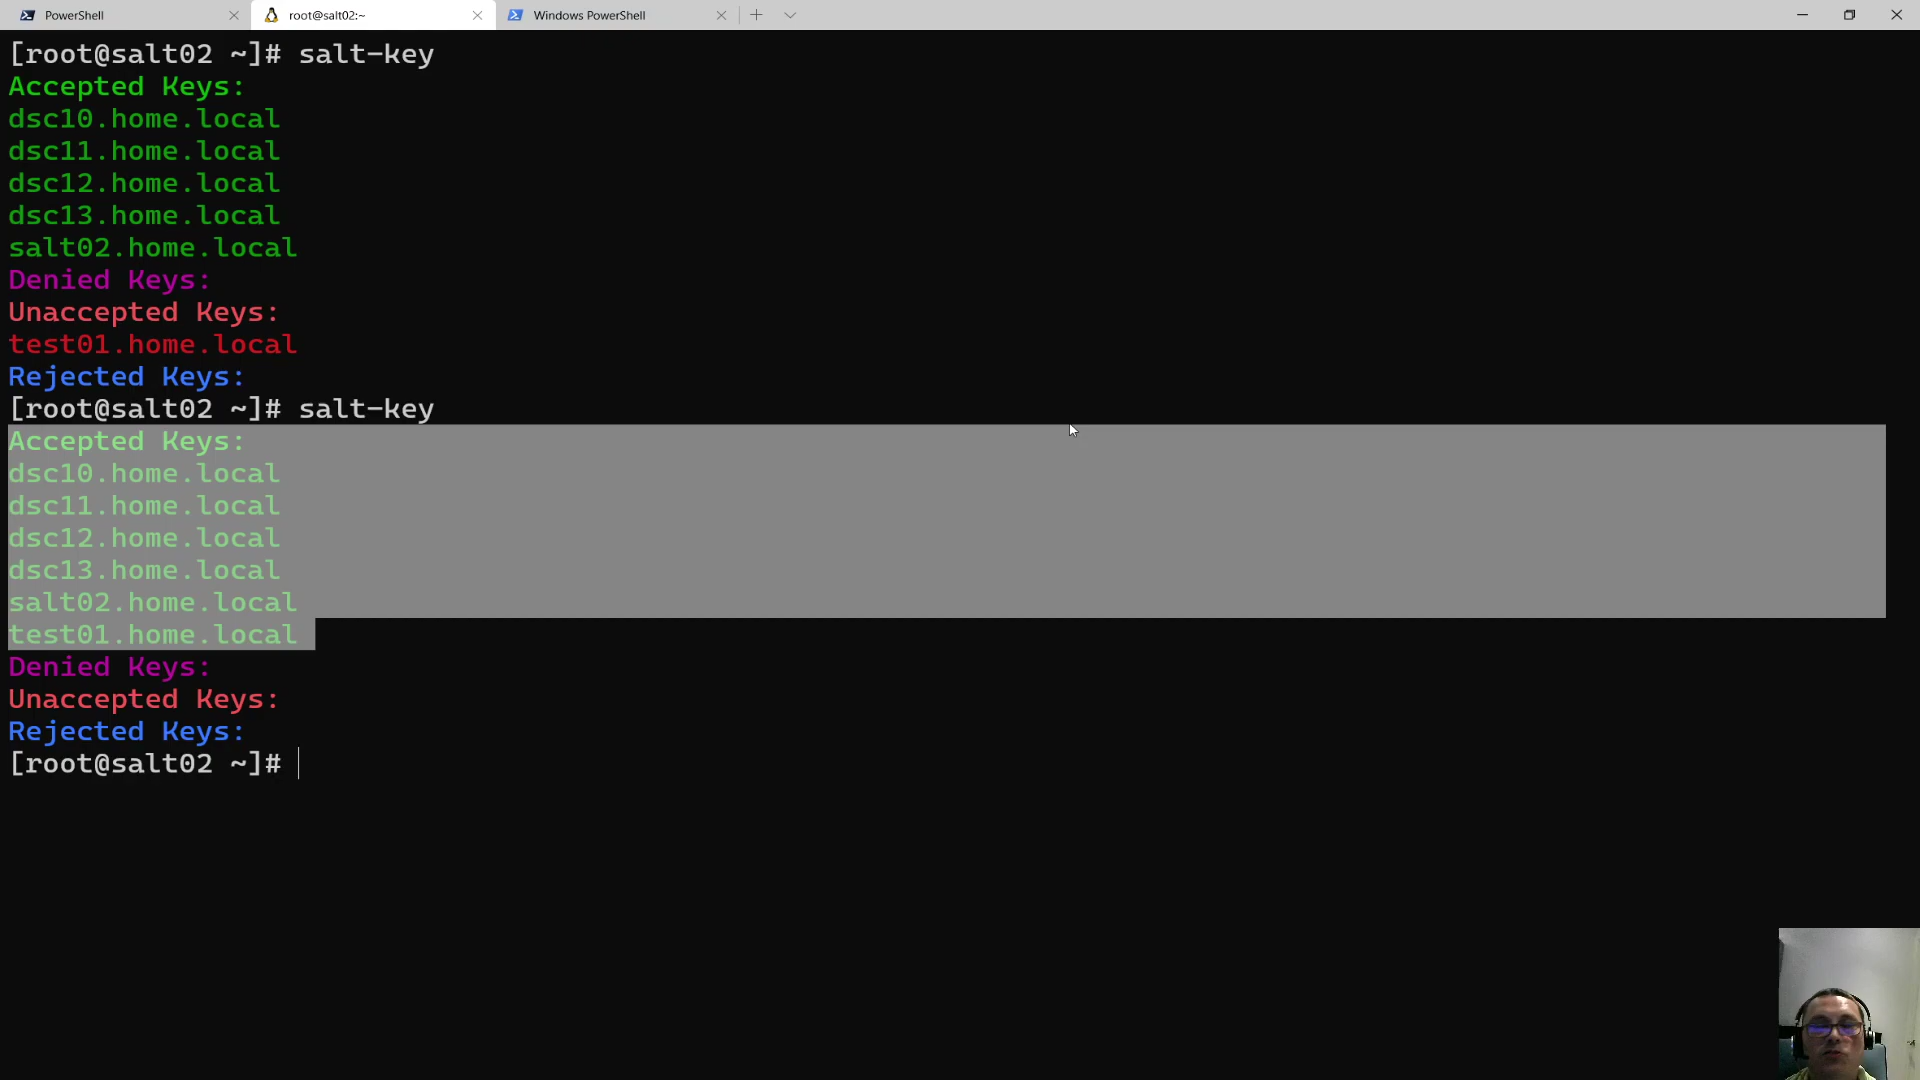 PowerShell
root@salt02:~
Windows PowerShell
[root@salt02 ~]# salt-key
Accepted Keys:
dsc10.home.local
dsc11.home.local
dsc12.home.local
dsc13.home.local
salt02.home.local
Denied Keys:
Unaccepted Keys:
test01.home.local
Rejected Keys:
[root@salt02 ~]# salt-key
Accepted Keys:
dsc10.home.local
dsc11.home.local
dsc12.home.local
dsc13.home.local
salt02.home.local
test01.home.local
Denied Keys:
Unaccepted Keys:
Rejected Keys:
[root@salt02 ~]#